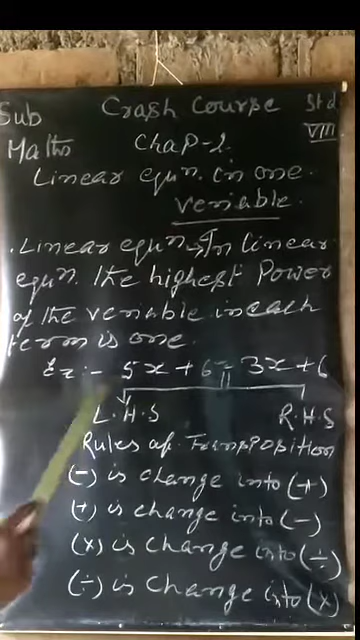 Sub Crash Course Std
Maths Chap-2 VIII
Linear equn. in one
veriable.
. Linear equn → In linear
equn. the highest Power
of the veriable in each
term is one.
Ex :- 5x + 6 = 3x + 6
L.H.S R.H.S
Rules of Transposition
(-) is change into (+)
(+) is change into (-)
(x) is change into (÷)
(÷) is change into (x)